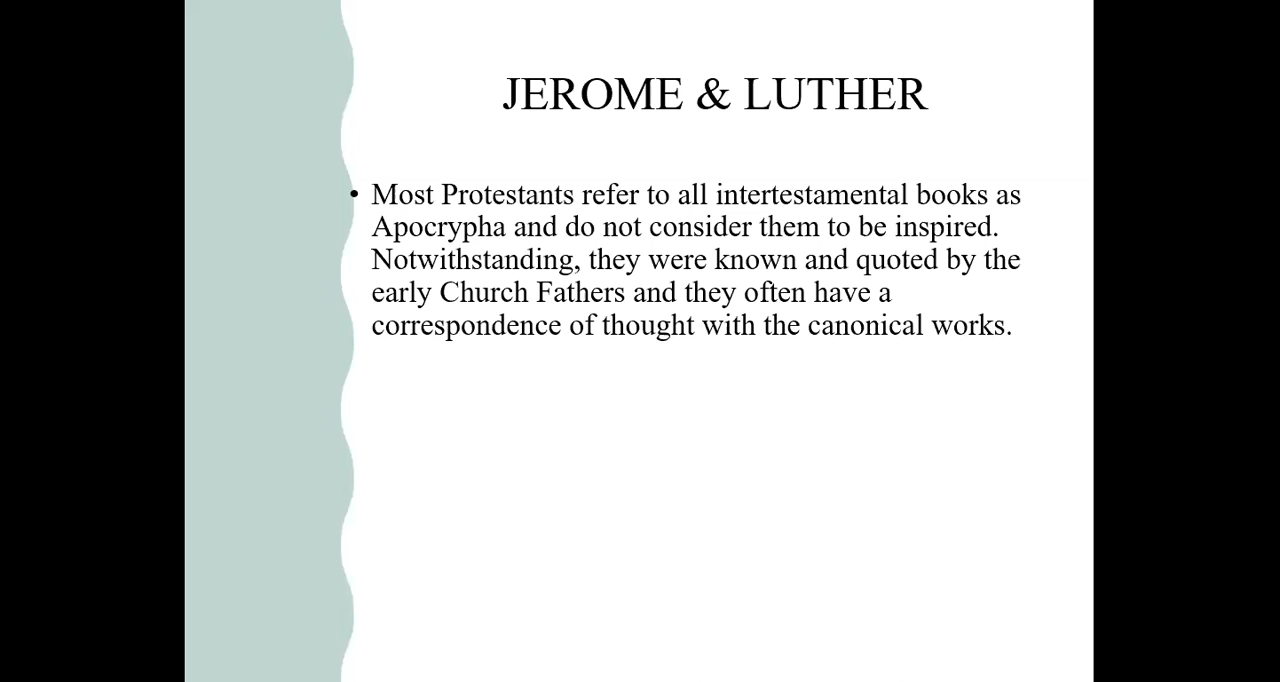 JEROME & LUTHER
• Most Protestants refer to all intertestamental books as
Apocrypha and do not consider them to be inspired.
Notwithstanding, they were known and quoted by the
early Church Fathers and they often have a
correspondence of thought with the canonical works.